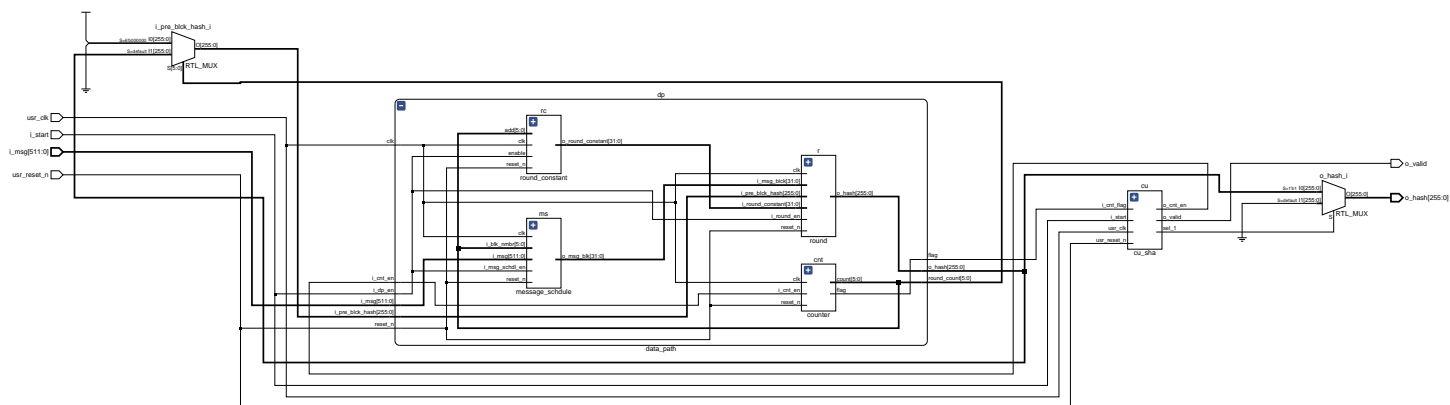 i_pre_blck_hash_i
I0[255:0]
S=default I1[255:0]
O[255:0]
S[5:0]
RTL_MUX
usr_clk
i_start
i_msg[511:0]
usr_reset_n
dp
clk
i_cnt_en
i_dp_en
i_msg[511:0]
i_pre_blck_hash[255:0]
reset_n
rc
add[5:0]
clk
enable
reset_n
o_round_constant[31:0]
round_constant
ms
clk
i_blk_nmbr[5:0]
i_msg[511:0]
i_msg_schdl_en
reset_n
o_msg_blk[31:0]
message_schdule
r
clk
i_msg_blck[31:0]
i_pre_blck_hash[255:0]
i_round_constant[31:0]
i_round_en
reset_n
o_hash[255:0]
round
cnt
clk
i_cnt_en
reset_n
count[5:0]
flag
counter
flag
o_hash[255:0]
round_count[5:0]
data_path
cu
i_cnt_flag
i_start
usr_clk
usr_reset_n
o_cnt_en
o_valid
sel_1
cu_sha
o_hash_i
S=1'b1 I0[255:0]
S=default I1[255:0]
O[255:0]
S
RTL_MUX
o_valid
o_hash[255:0]